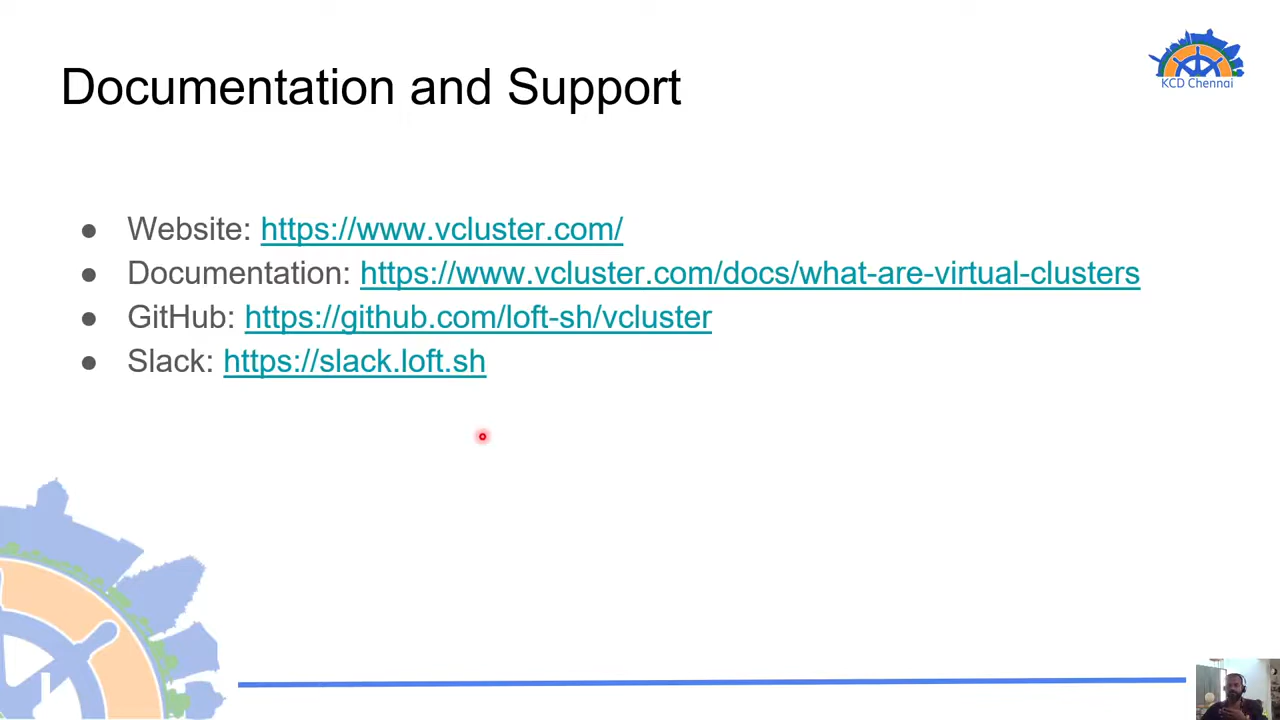 Documentation and Support
KCD Chennai
● Website: https://www.vcluster.com/
● Documentation: https://www.vcluster.com/docs/what-are-virtual-clusters
● GitHub: https://github.com/loft-sh/vcluster
● Slack: https://slack.loft.sh